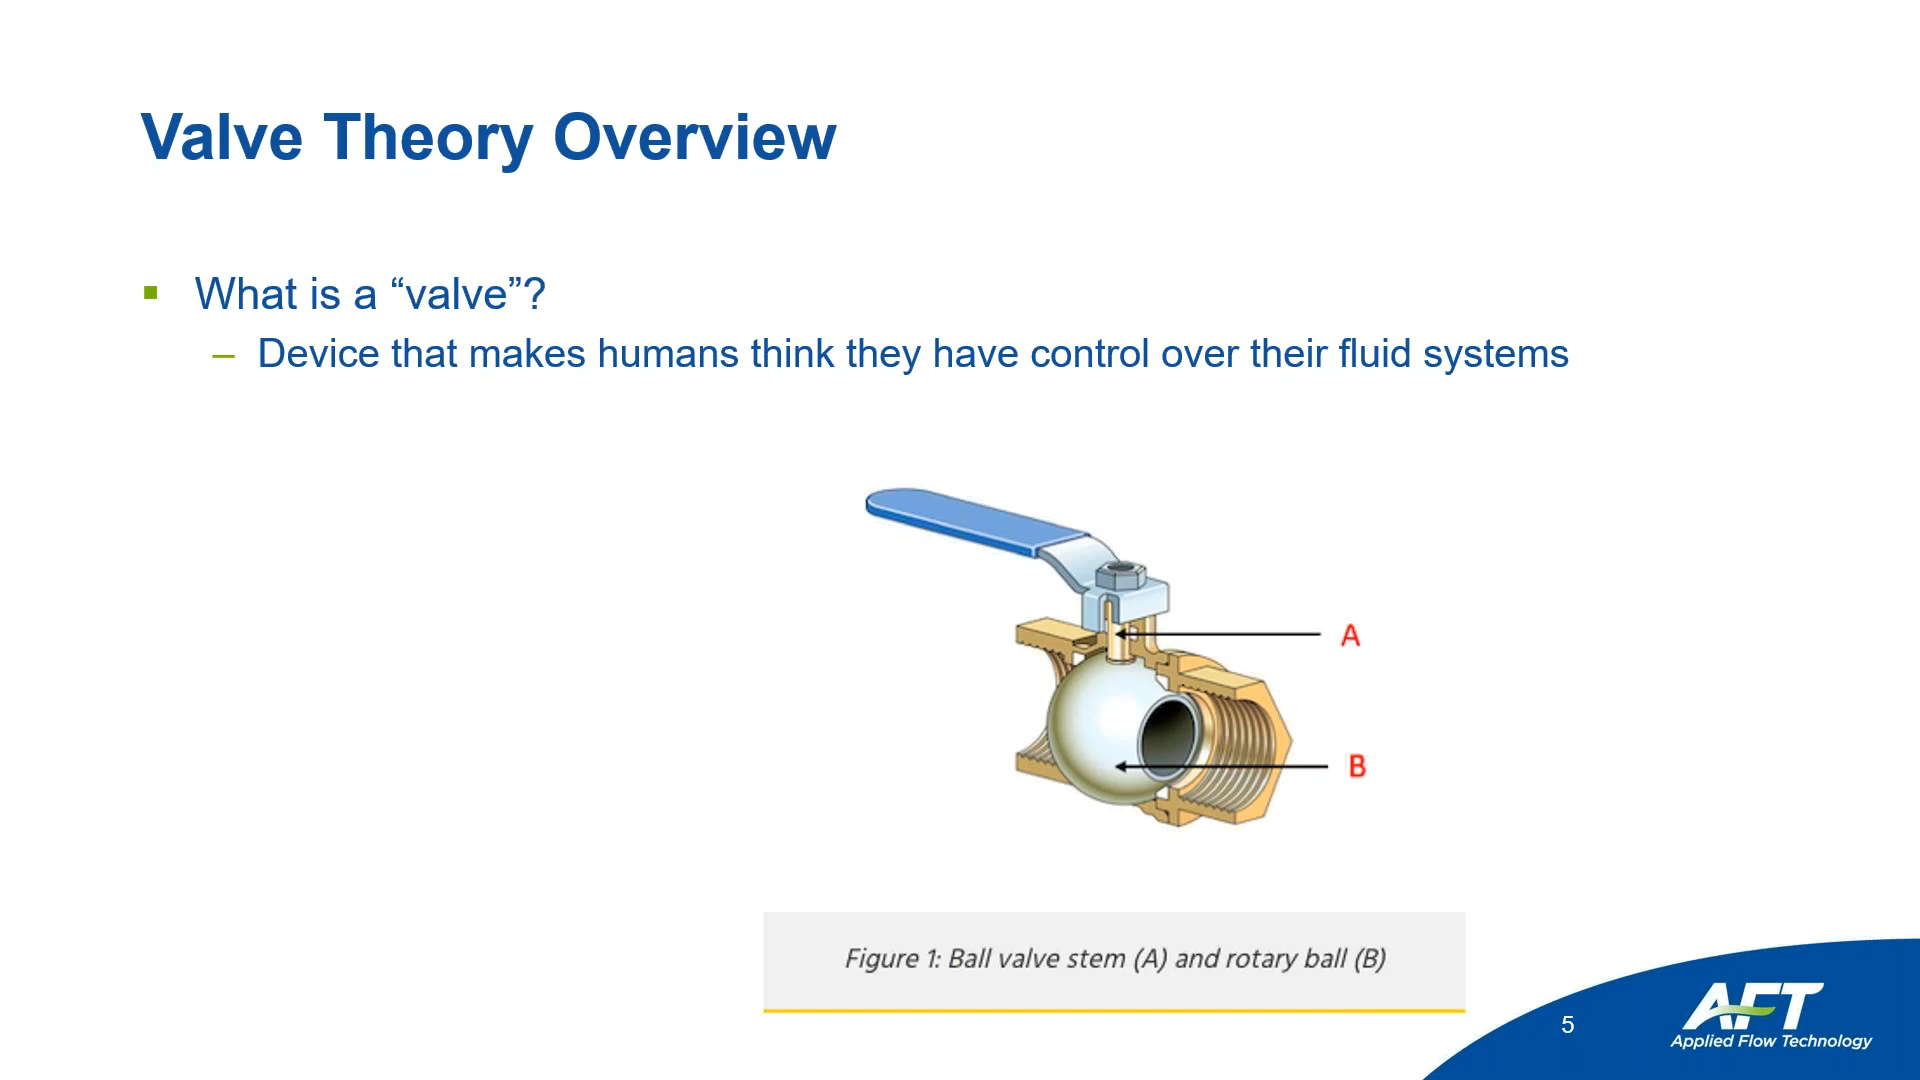 Valve Theory Overview
▪ What is a “valve”?
– Device that makes humans think they have control over their fluid systems
A
B
Figure 1: Ball valve stem (A) and rotary ball (B)
5
AFT
Applied Flow Technology